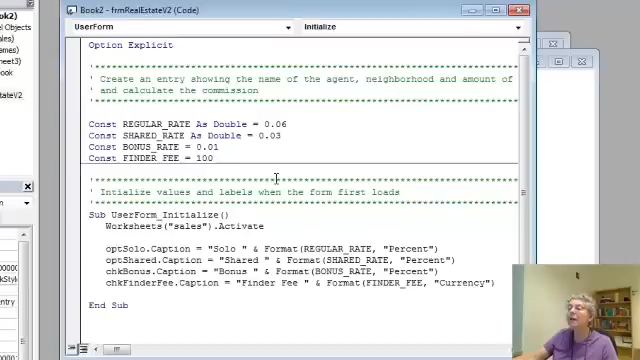 Book2 - frmRealEstateV2 (Code)
UserForm
Initialize
Option Explicit
'*****************************************************************
' Create an entry showing the name of the agent, neighborhood and amount of
' and calculate the commission
'*****************************************************************
Const REGULAR_RATE As Double = 0.06
Const SHARED_RATE As Double = 0.03
Const BONUS_RATE = 0.01
Const FINDER_FEE = 100
'*****************************************************************
' Intialize values and labels when the form first loads
'*****************************************************************
Sub UserForm_Initialize()
Worksheets("sales").Activate
optSolo.Caption = "Solo " & Format(REGULAR_RATE, "Percent")
optShared.Caption = "Shared " & Format(SHARED_RATE, "Percent")
chkBonus.Caption = "Bonus " & Format(BONUS_RATE, "Percent")
chkFinderFee.Caption = "Finder Fee " & Format(FINDER_FEE, "Currency")
End Sub